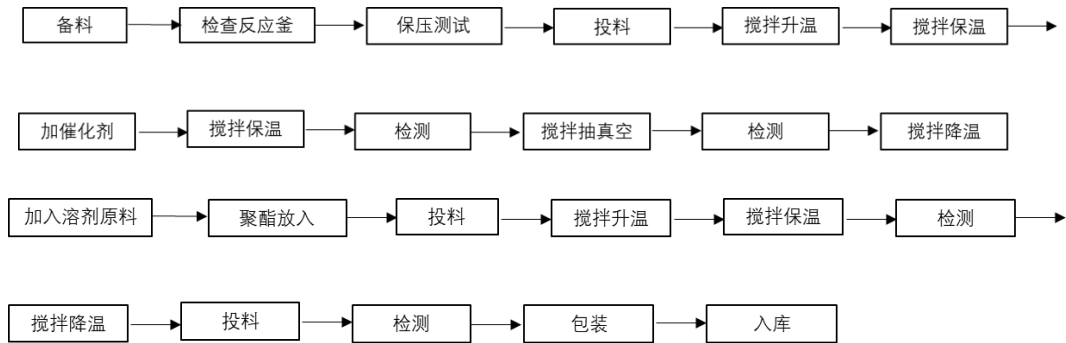 备料 检查反应釜 保压测试 投料 搅拌升温 搅拌保温
加催化剂 搅拌保温 检测 搅拌抽真空 检测 搅拌降温
加入溶剂原料 聚酯放入 投料 搅拌升温 搅拌保温 检测
搅拌降温 投料 检测 包装 入库